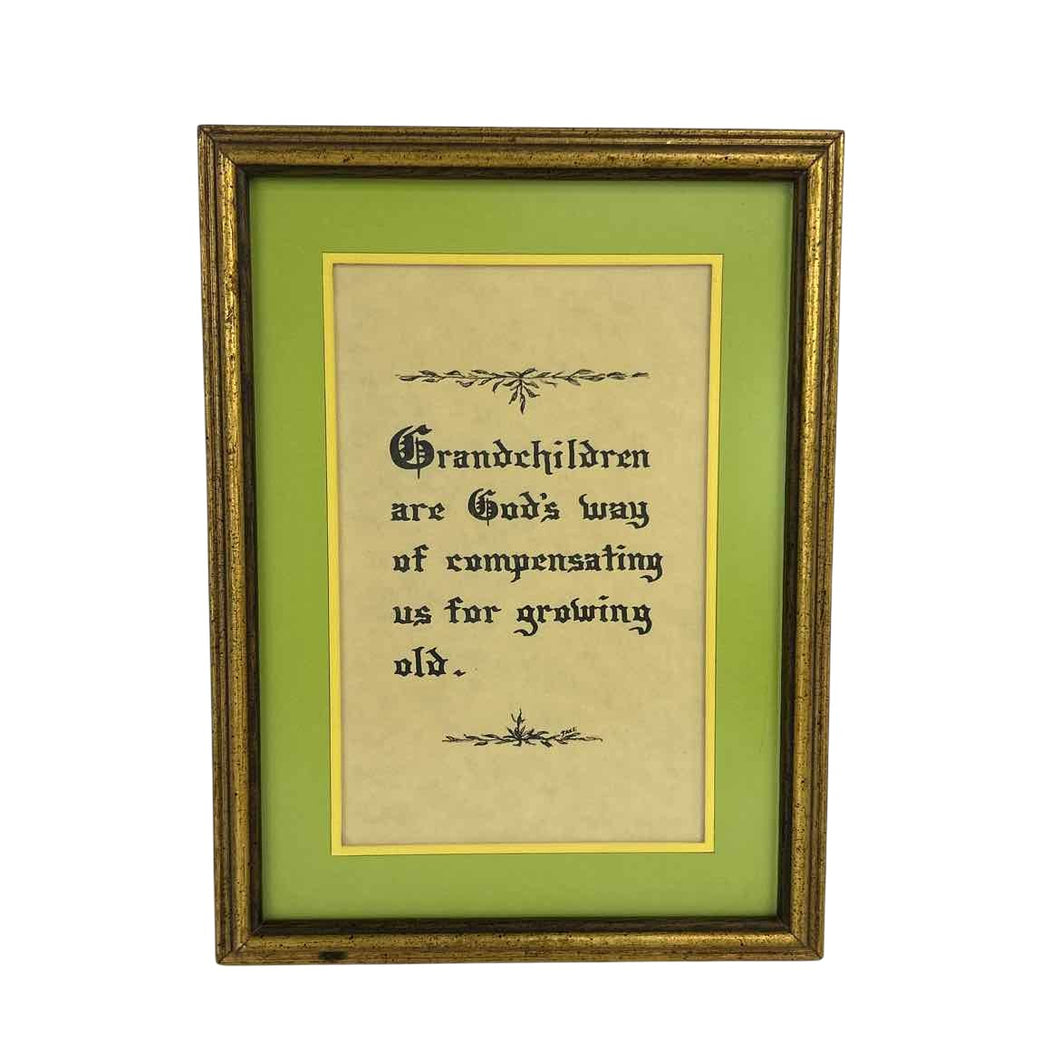 Grandchildren
are God's way
of compensating
us for growing
old.